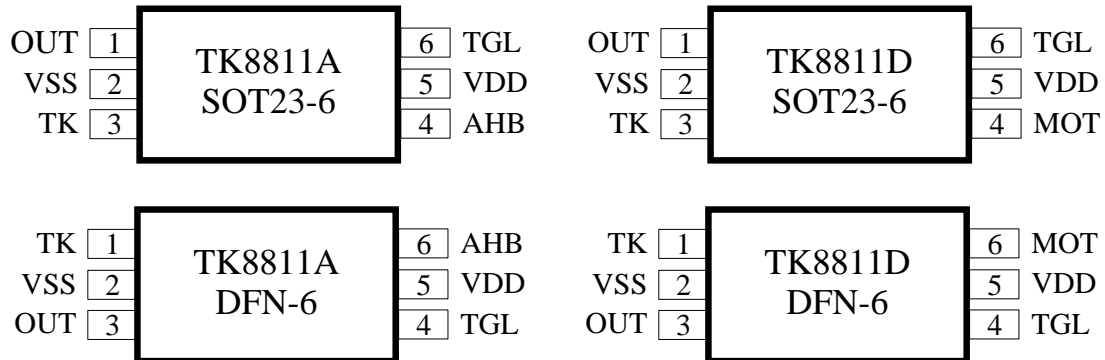 OUT 1 TK8811A 6 TGL
VSS 2 SOT23-6 5 VDD
TK 3 4 AHB
OUT 1 TK8811D 6 TGL
VSS 2 SOT23-6 5 VDD
TK 3 4 MOT
TK 1 TK8811A 6 AHB
VSS 2 DFN-6 5 VDD
OUT 3 4 TGL
TK 1 TK8811D 6 MOT
VSS 2 DFN-6 5 VDD
OUT 3 4 TGL